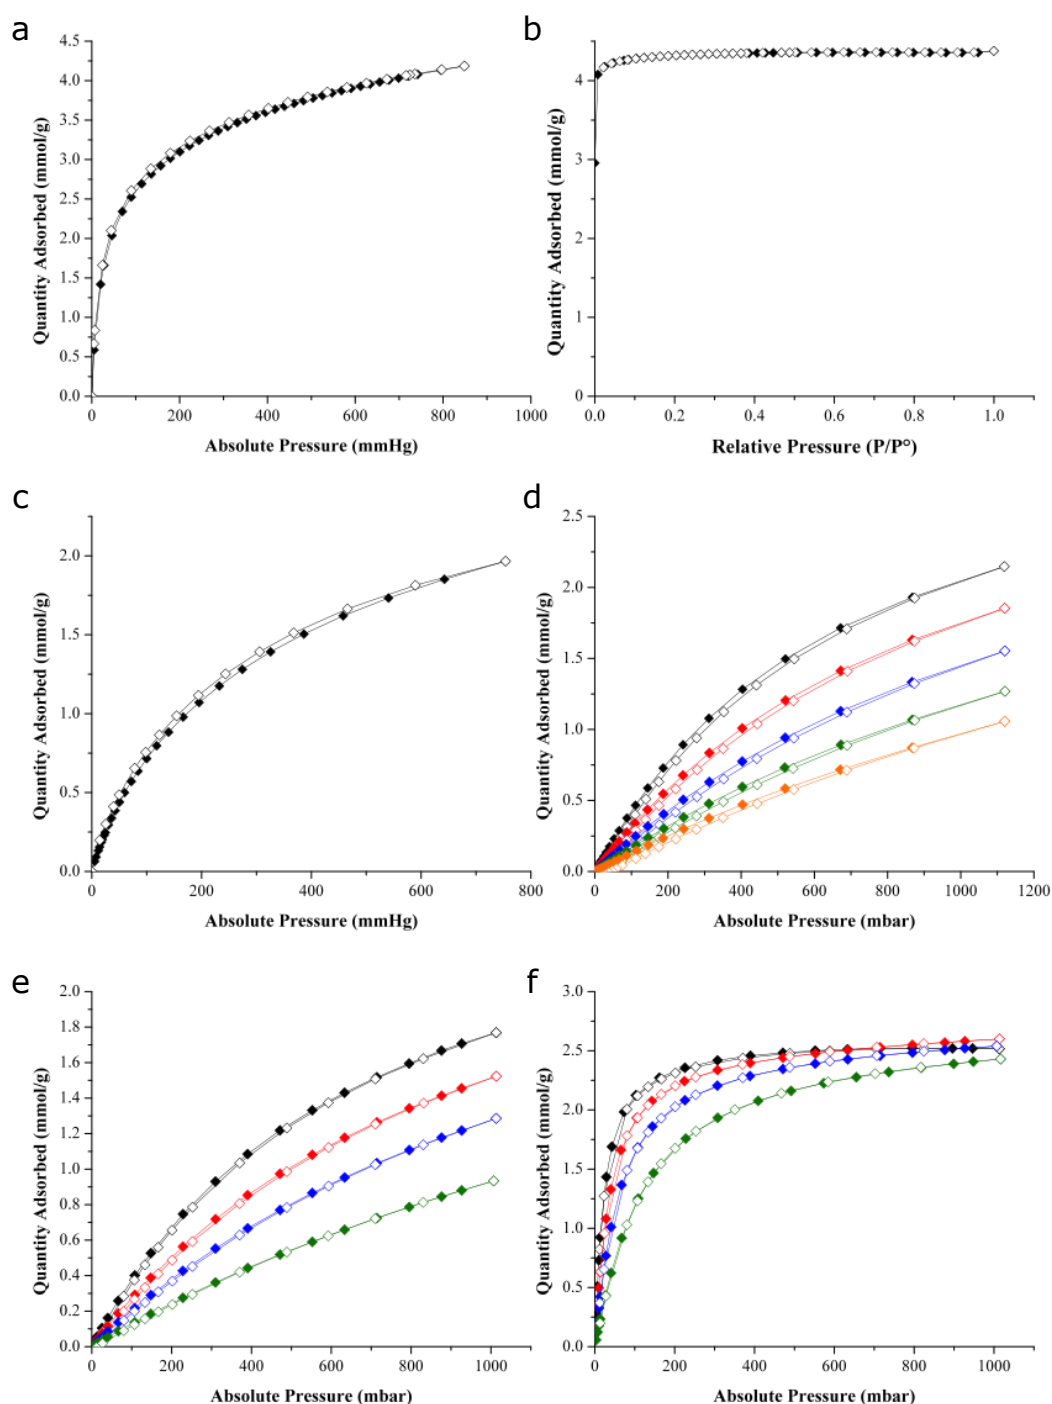 a
4.5
4.0
3.5
3.0
2.5
2.0
1.5
1.0
0.5
0.0
0 200 400 600 800 1000
Quantity Adsorbed (mmol/g)
Absolute Pressure (mmHg)
b
4
3
2
1
0
0.0 0.2 0.4 0.6 0.8 1.0
Quantity Adsorbed (mmol/g)
Relative Pressure (P/P°)
c
2.0
1.5
1.0
0.5
0.0
0 200 400 600 800
Quantity Adsorbed (mmol/g)
Absolute Pressure (mmHg)
d
2.5
2.0
1.5
1.0
0.5
0.0
0 200 400 600 800 1000 1200
Quantity Adsorbed (mmol/g)
Absolute Pressure (mbar)
e
2.0
1.8
1.6
1.4
1.2
1.0
0.8
0.6
0.4
0.2
0.0
0 200 400 600 800 1000
Quantity Adsorbed (mmol/g)
Absolute Pressure (mbar)
f
3.0
2.5
2.0
1.5
1.0
0.5
0.0
0 200 400 600 800 1000
Quantity Adsorbed (mmol/g)
Absolute Pressure (mbar)